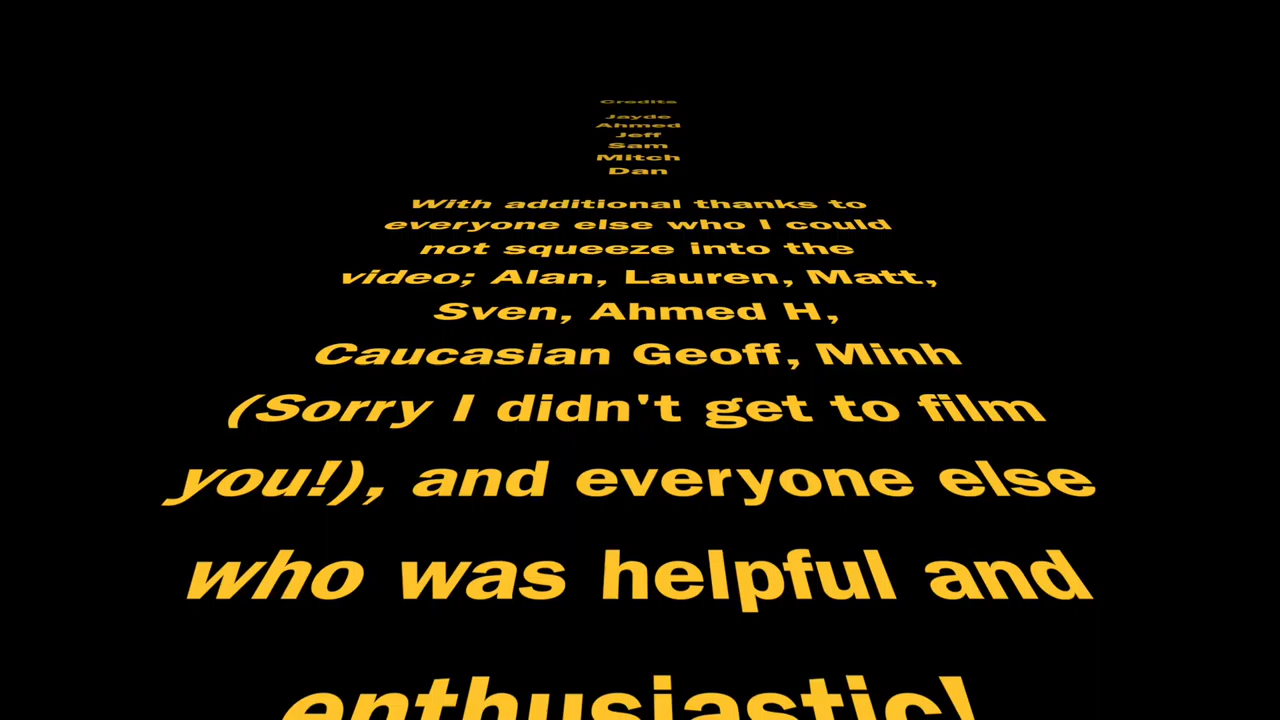 Credits
Jayde
Ahmed
Jeff
Sam
Mitch
Dan
With additional thanks to
everyone else who I could
not squeeze into the
video; Alan, Lauren, Matt,
Sven, Ahmed H,
Caucasian Geoff, Minh
(Sorry I didn't get to film
you!), and everyone else
who was helpful and
enthusiastic!